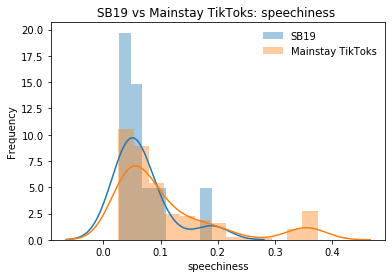 SB19 vs Mainstay TikToks: speechiness
SB19
Mainstay TikToks
Frequency
20.0
17.5
15.0
12.5
10.0
7.5
5.0
2.5
0.0
0.0 0.1 0.2 0.3 0.4
speechiness